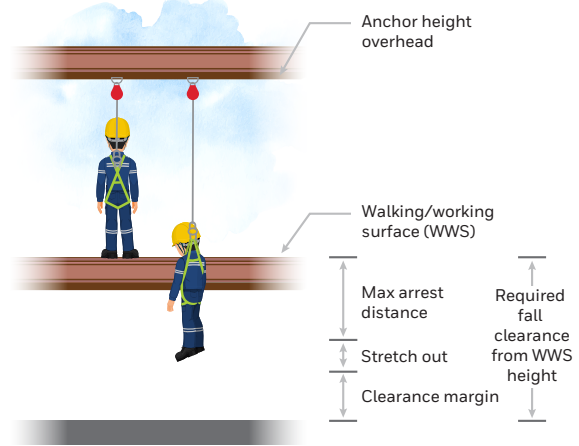 Anchor height
overhead
Walking/working
surface (WWS)
Max arrest
distance
Stretch out
Clearance margin
Required
fall
clearance
from WWS
height